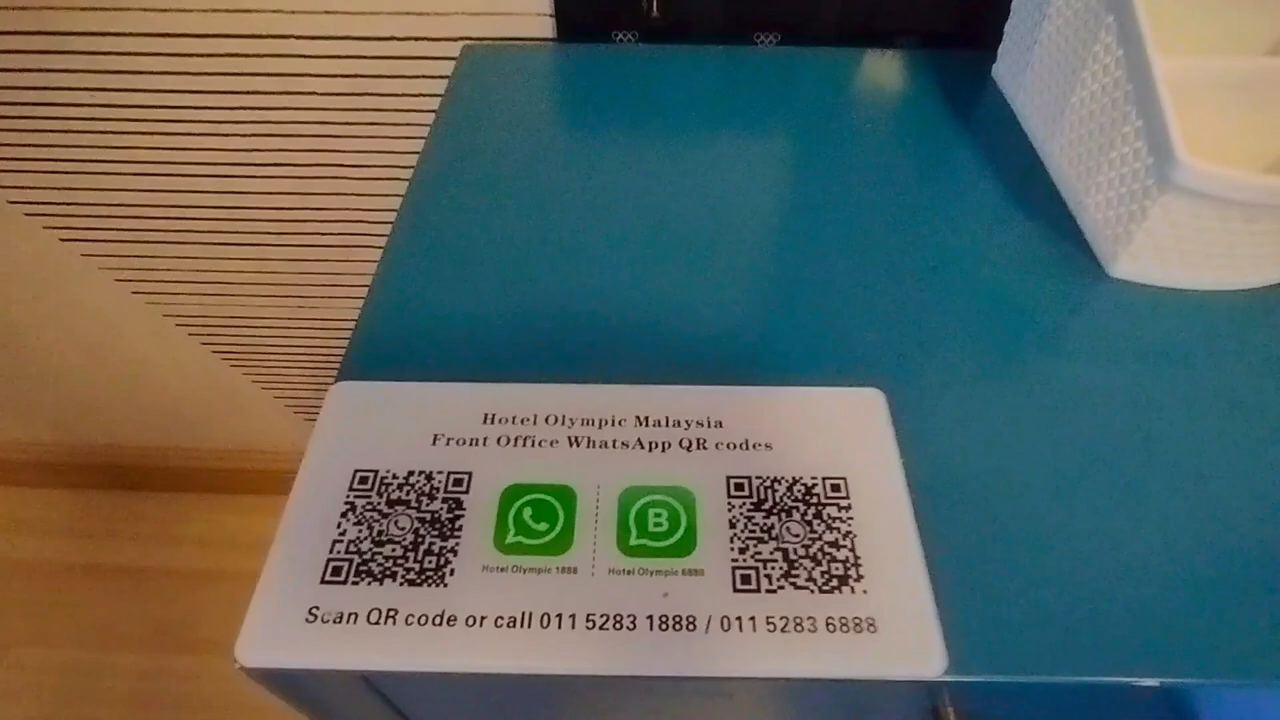 Hotel Olympic Malaysia
Front Office WhatsApp QR codes
B
Hotel Olympic 1888
Hotel Olympic 6888
Scan QR code or call 011 5283 1888 / 011 5283 6888